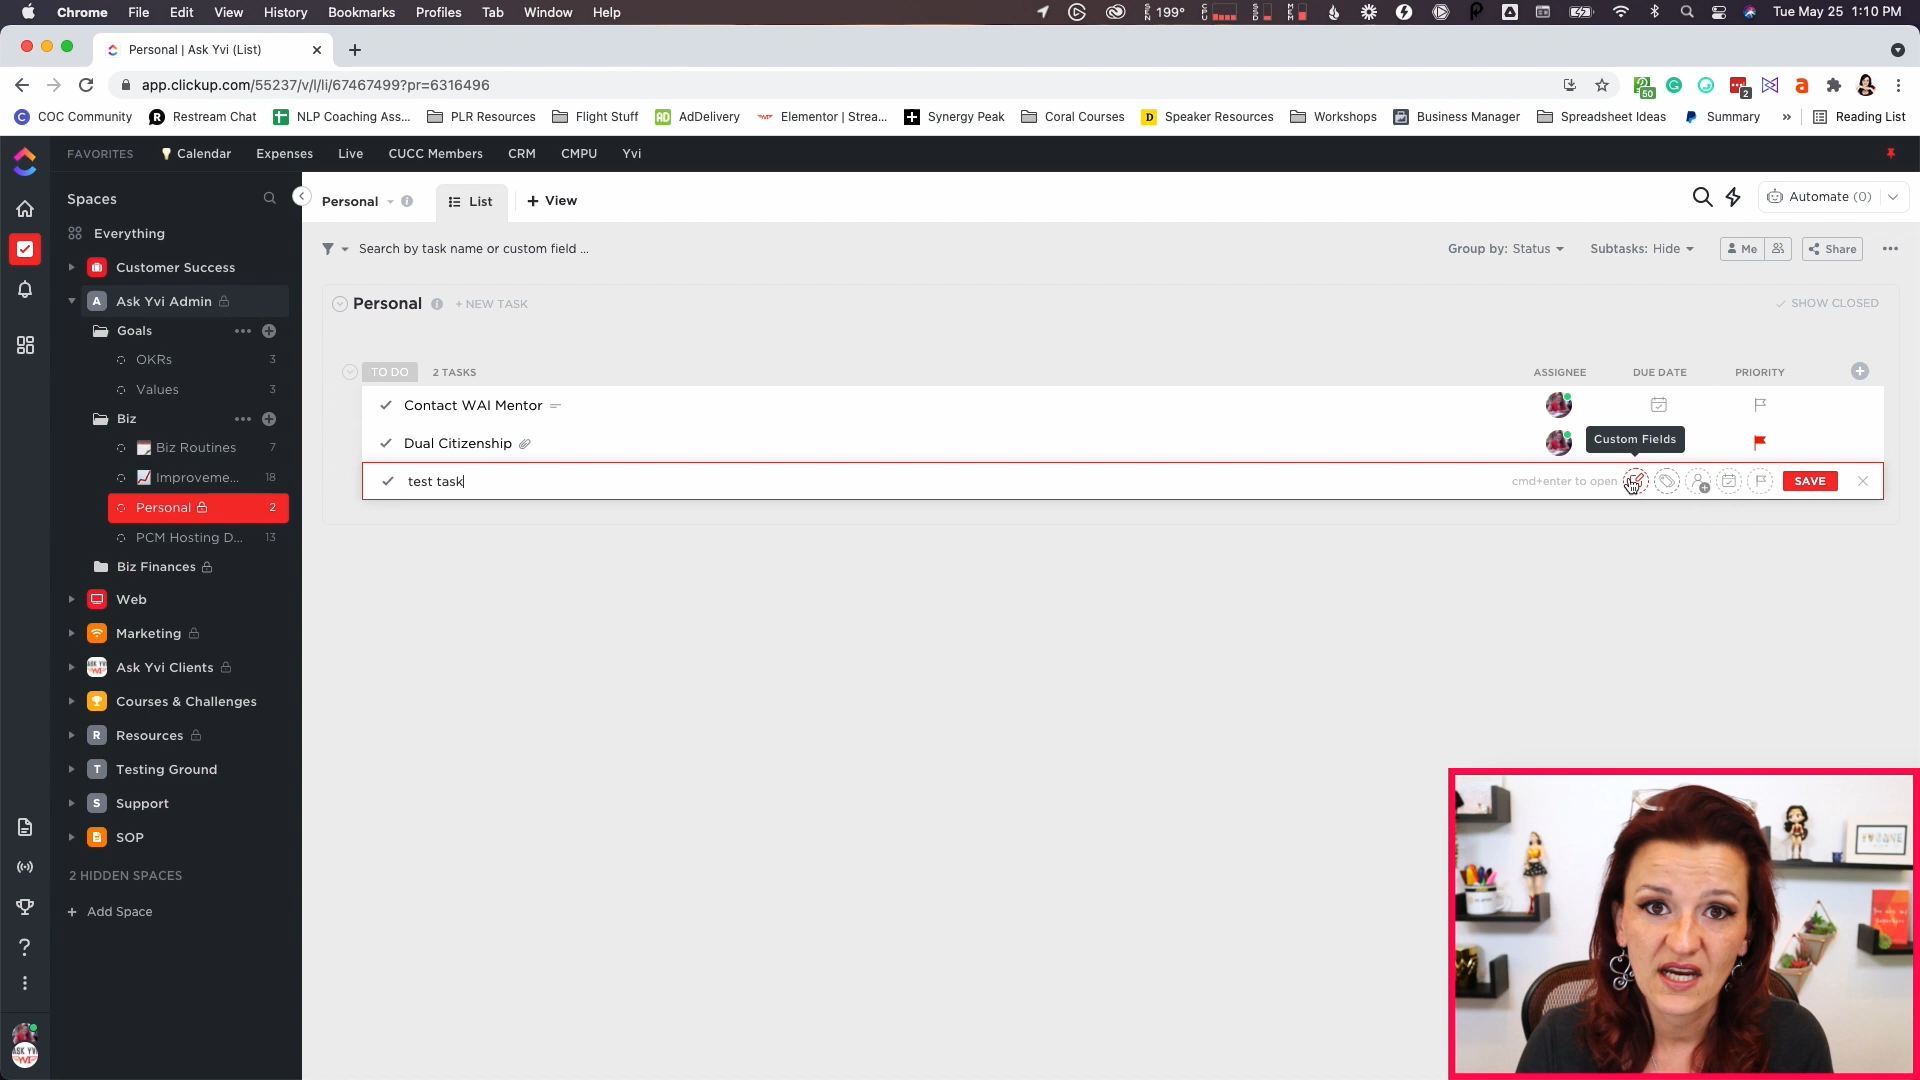 Chrome File Edit View History Bookmarks Profiles Tab Window Help
199° Tue May 25 1:10 PM
Personal | Ask Yvi (List)
app.clickup.com/55237/v/l/li/67467499?pr=6316496
50 2
COC Community Restream Chat NLP Coaching Ass... PLR Resources Flight Stuff AdDelivery Elementor | Strea... Synergy Peak Coral Courses Speaker Resources Workshops Business Manager Spreadsheet Ideas Summary » Reading List
FAVORITES Calendar Expenses Live CUCC Members CRM CMPU Yvi
Spaces
Personal List + View Automate (0)
Everything
Search by task name or custom field ... Group by: Status Subtasks: Hide Me Share
Customer Success
A Ask Yvi Admin
Personal + NEW TASK SHOW CLOSED
Goals
OKRs 3
TO DO 2 TASKS ASSIGNEE DUE DATE PRIORITY
Values 3
Contact WAI Mentor
Biz
Dual Citizenship Custom Fields
Biz Routines 7
Improveme... 18
test task cmd+enter to open SAVE
Personal 2
PCM Hosting D... 13
Biz Finances
Web
Marketing
Ask Yvi Clients
Courses & Challenges
R Resources
T Testing Ground
S Support
SOP
2 HIDDEN SPACES
+ Add Space
ASK YVI
YVONNE